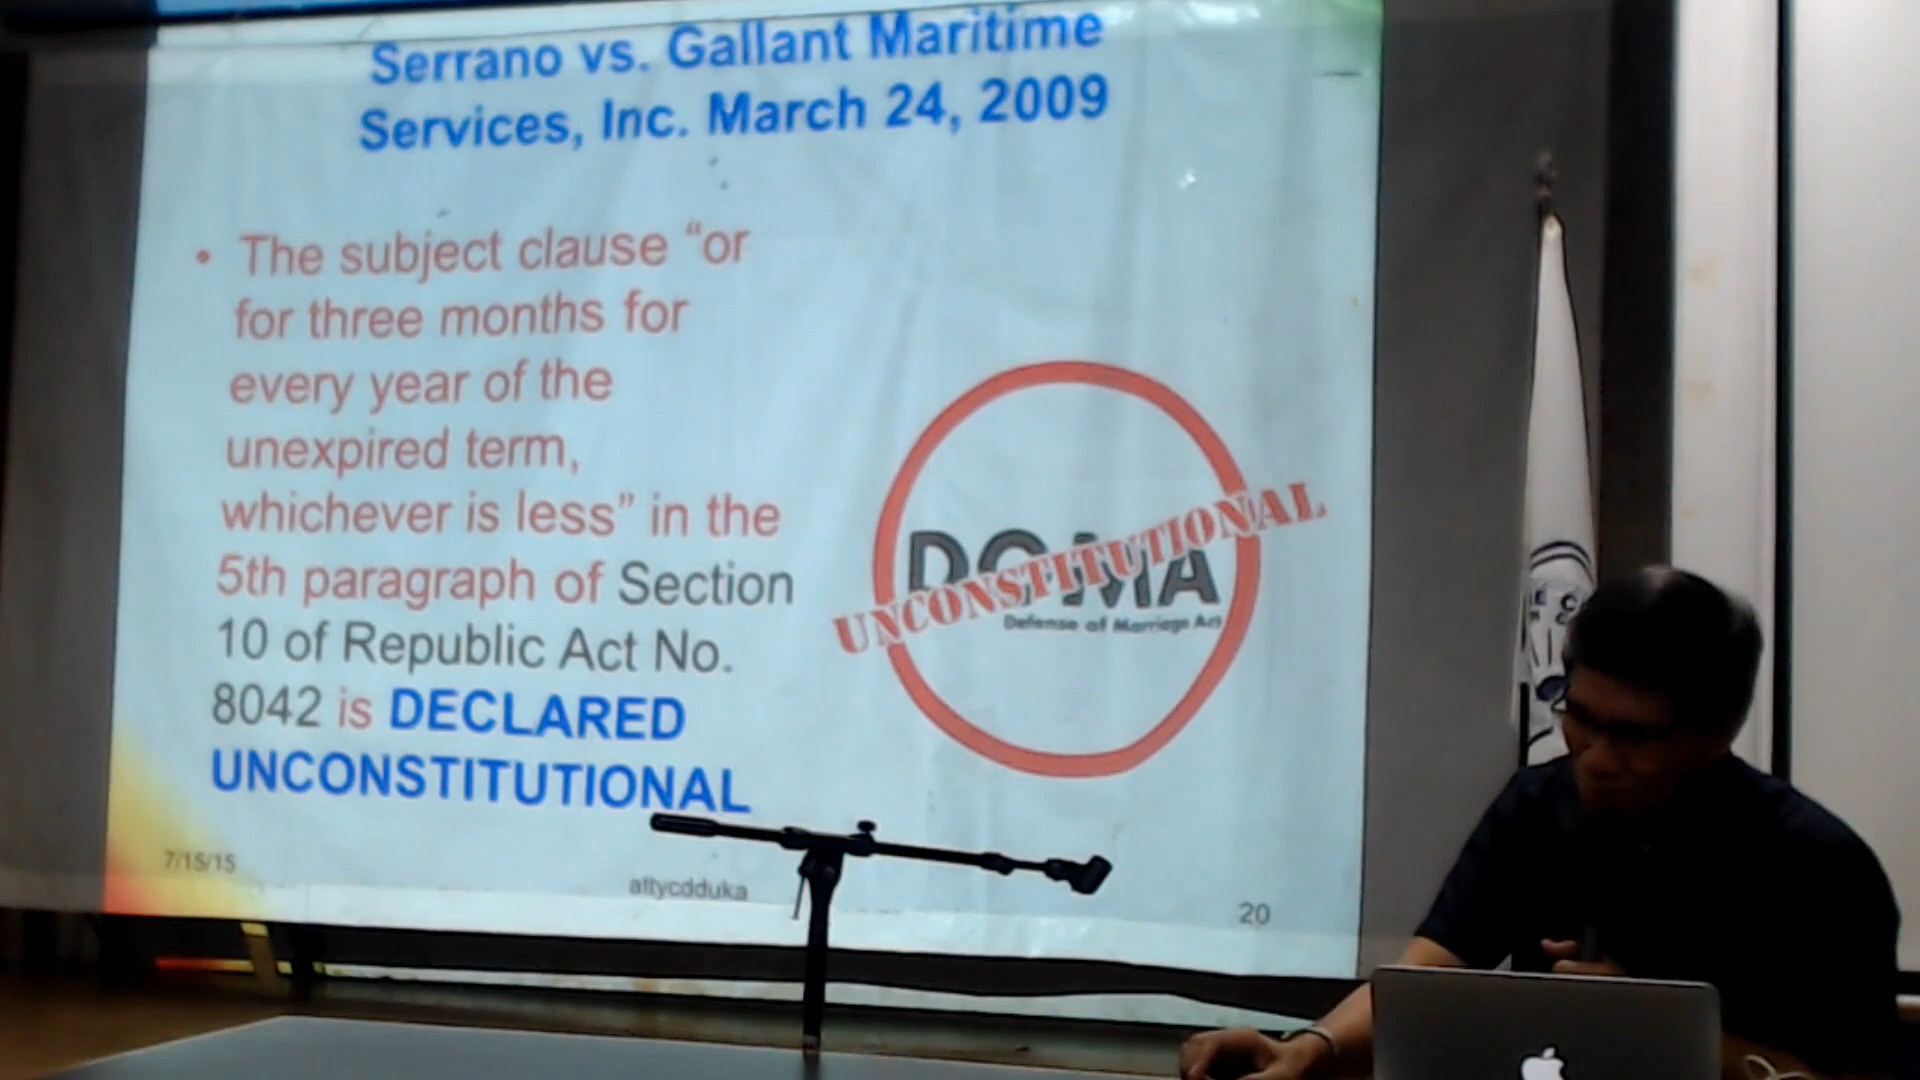 Serrano vs. Gallant Maritime
Services, Inc. March 24, 2009
• The subject clause “or
for three months for
every year of the
unexpired term,
whichever is less” in the
5th paragraph of Section
10 of Republic Act No.
8042 is DECLARED
UNCONSTITUTIONAL
DOMA
UNCONSTITUTIONAL
Defense of Marriage Act
7/15/15
attycdduka
20